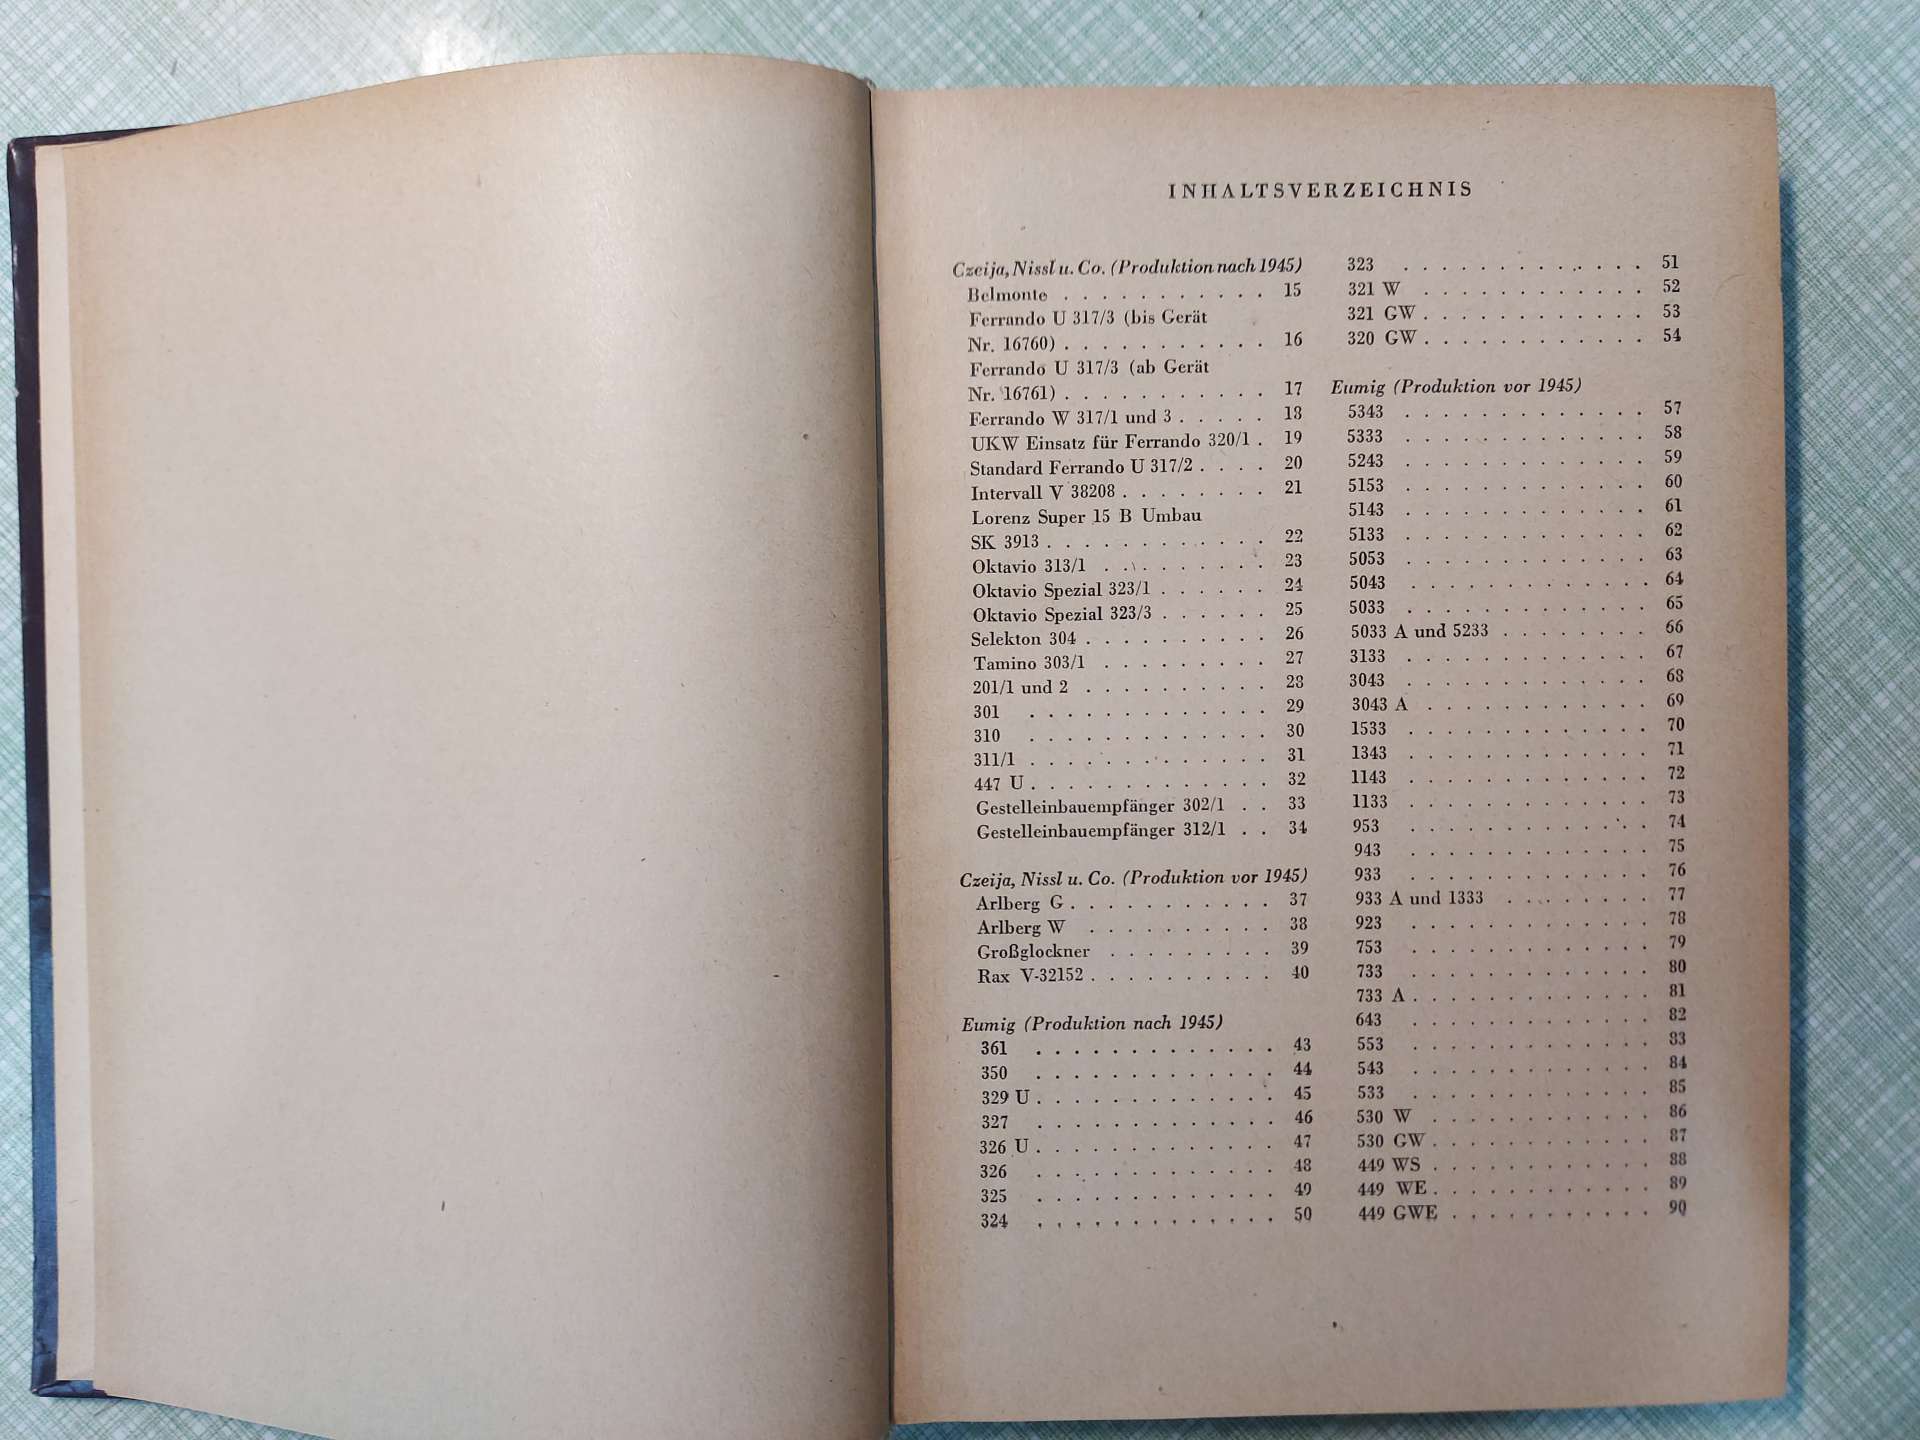 INHALTSVERZEICHNIS
Czeija, Nissl u. Co. (Produktion nach 1945)
Belmonte . . . . . . . . . . . 15
Ferrando U 317/3 (bis Gerät
Nr. 16760) . . . . . . . . . . . 16
Ferrando U 317/3 (ab Gerät
Nr. 16761) . . . . . . . . . . . 17
Ferrando W 317/1 und 3 . . . . . 18
UKW Einsatz für Ferrando 320/1 . 19
Standard Ferrando U 317/2 . . . . 20
Intervall V 38208 . . . . . . . . 21
Lorenz Super 15 B Umbau
SK 3913 . . . . . . . . . . . . 22
Oktavio 313/1 . . . . . . . . . 23
Oktavio Spezial 323/1 . . . . . . 24
Oktavio Spezial 323/3 . . . . . . 25
Selekton 304 . . . . . . . . . . 26
Tamino 303/1 . . . . . . . . . 27
201/1 und 2 . . . . . . . . . . 28
301 . . . . . . . . . . . . . 29
310 . . . . . . . . . . . . . 30
311/1 . . . . . . . . . . . . . 31
447 U . . . . . . . . . . . . . 32
Gestelleinbauempfänger 302/1 . . 33
Gestelleinbauempfänger 312/1 . . 34
Czeija, Nissl u. Co. (Produktion vor 1945)
Arlberg G . . . . . . . . . . . 37
Arlberg W . . . . . . . . . . 38
Großglockner . . . . . . . . . 39
Rax V-32152 . . . . . . . . . . 40
Eumig (Produktion nach 1945)
361 . . . . . . . . . . . . . 43
350 . . . . . . . . . . . . . 44
329 U . . . . . . . . . . . . . 45
327 . . . . . . . . . . . . . 46
326 U . . . . . . . . . . . . . 47
326 . . . . . . . . . . . . . 48
325 . . . . . . . . . . . . . 49
324 . . . . . . . . . . . . . 50
323 . . . . . . . . . . . . . 51
321 W . . . . . . . . . . . . 52
321 GW . . . . . . . . . . . . 53
320 GW . . . . . . . . . . . . 54
Eumig (Produktion vor 1945)
5343 . . . . . . . . . . . . . 57
5333 . . . . . . . . . . . . . 58
5243 . . . . . . . . . . . . . 59
5153 . . . . . . . . . . . . . 60
5143 . . . . . . . . . . . . . 61
5133 . . . . . . . . . . . . . 62
5053 . . . . . . . . . . . . . 63
5043 . . . . . . . . . . . . . 64
5033 . . . . . . . . . . . . . 65
5033 A und 5233 . . . . . . . . 66
3133 . . . . . . . . . . . . . 67
3043 . . . . . . . . . . . . . 68
3043 A . . . . . . . . . . . . 69
1533 . . . . . . . . . . . . . 70
1343 . . . . . . . . . . . . . 71
1143 . . . . . . . . . . . . . 72
1133 . . . . . . . . . . . . . 73
953 . . . . . . . . . . . . . 74
943 . . . . . . . . . . . . . 75
933 . . . . . . . . . . . . . 76
933 A und 1333 . . . . . . . . 77
923 . . . . . . . . . . . . . 78
753 . . . . . . . . . . . . . 79
733 . . . . . . . . . . . . . 80
733 A . . . . . . . . . . . . . 81
643 . . . . . . . . . . . . . 82
553 . . . . . . . . . . . . . 83
543 . . . . . . . . . . . . . 84
533 . . . . . . . . . . . . . 85
530 W . . . . . . . . . . . . 86
530 GW . . . . . . . . . . . . 87
449 WS . . . . . . . . . . . . 88
449 WE . . . . . . . . . . . . 89
449 GWE . . . . . . . . . . . 90